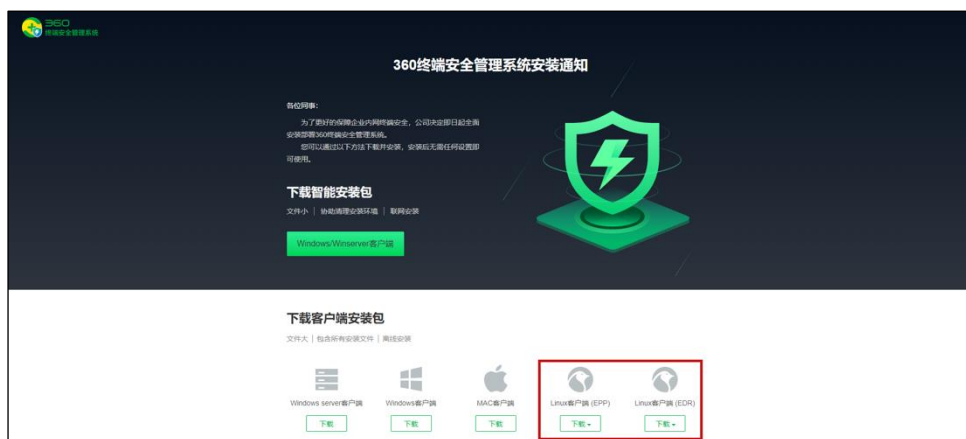 360
终端安全管理系统
360终端安全管理系统安装通知
各位同事:
为了更好的保障企业内网终端安全，公司决定即日起全面
安装部署360终端安全管理系统。
您可以通过以下方法下载并安装，安装后无需任何设置即
可使用。
下载智能安装包
文件小 | 协助清理安装环境 | 联网安装
Windows/Winserver客户端
下载客户端安装包
文件大 | 包含所有安装文件 | 离线安装
Windows server客户端 Windows客户端 MAC客户端 Linux客户端 (EPP) Linux客户端 (EDR)
下载 下载 下载 下载 下载